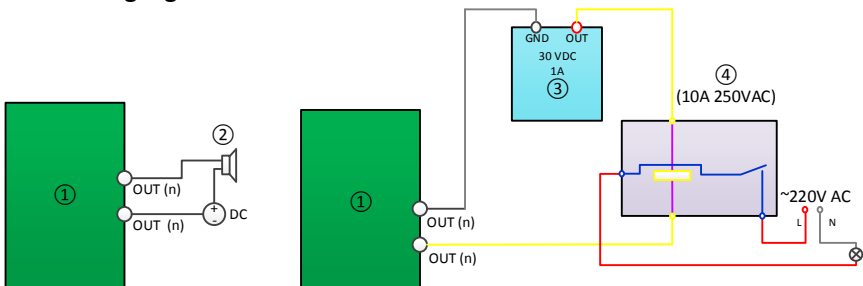 ①
②
OUT (n)
OUT (n)
+
-
DC
①
OUT (n)
OUT (n)
GND OUT
30 VDC
1A
③
④
(10A 250VAC)
~220V AC
L N